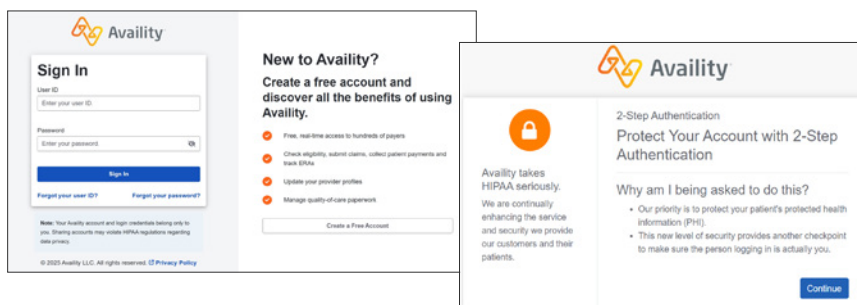 Availity
Sign In
User ID
Enter your user ID.
Password
Enter your password.
Sign In
Forgot your user ID?
Forgot your password?
Note: Your Availity account and login credentials belong only to
you. Sharing accounts may violate HIPAA regulations regarding
data privacy.
© 2025 Availity LLC. All rights reserved. Privacy Policy
New to Availity?
Create a free account and
discover all the benefits of using
Availity.
Free, real-time access to hundreds of payers
Check eligibility, submit claims, collect patient payments and
track ERAs
Update your provider profiles
Manage quality-of-care paperwork
Create a Free Account
Availity
Availity takes
HIPAA seriously.
We are continually
enhancing the service
and security we provide
our customers and their
patients.
2-Step Authentication
Protect Your Account with 2-Step
Authentication
Why am I being asked to do this?
• Our priority is to protect your patient's protected health
information (PHI).
• This new level of security provides another checkpoint
to make sure the person logging in is actually you.
Continue